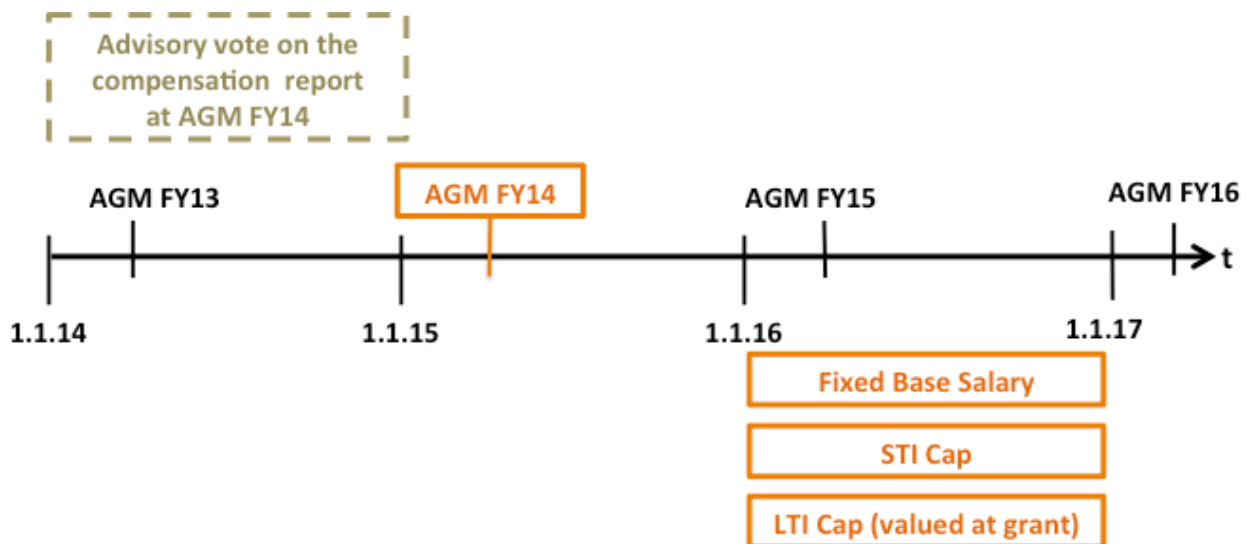 Advisory vote on the
compensation report
at AGM FY14
AGM FY13
AGM FY14
AGM FY15
AGM FY16
t
1.1.14
1.1.15
1.1.16
1.1.17
Fixed Base Salary
STI Cap
LTI Cap (valued at grant)